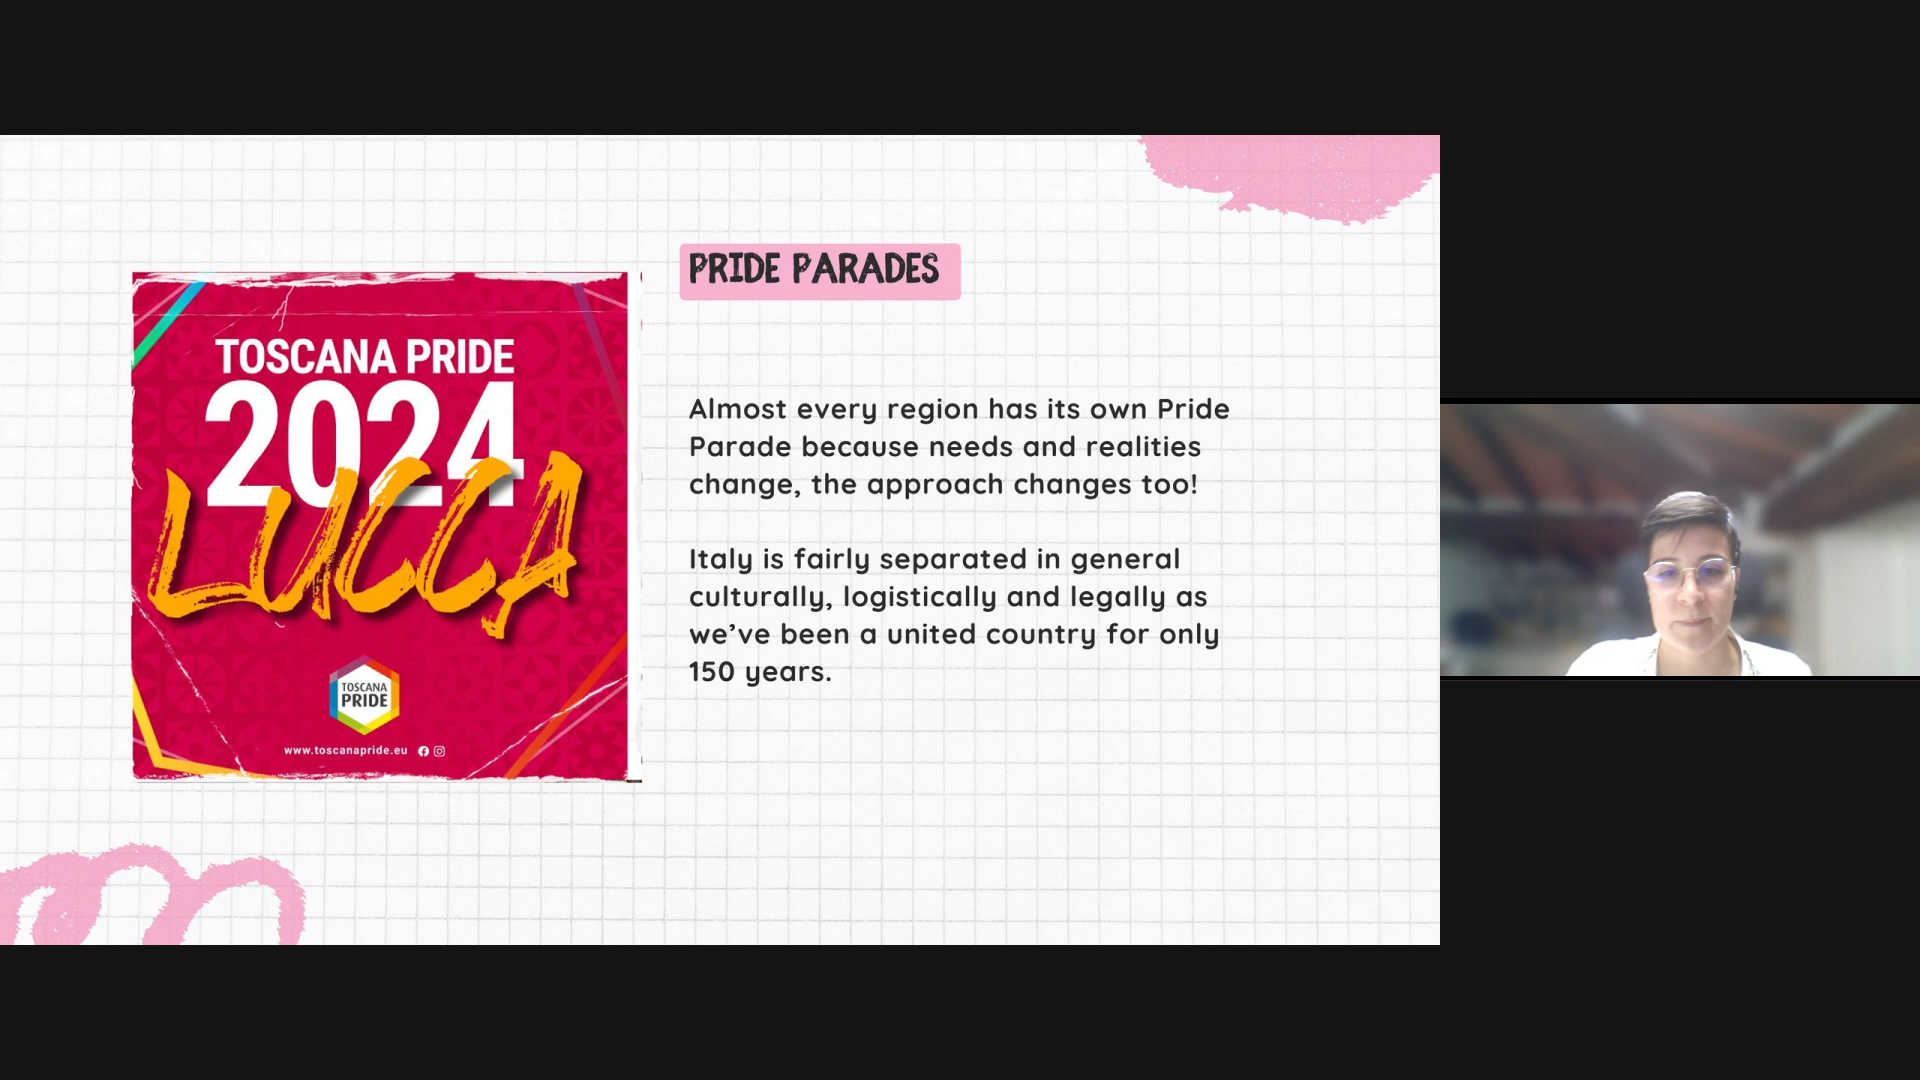 TOSCANA PRIDE
2024
LUCCA
TOSCANA
PRIDE
www.toscanapride.eu
PRIDE PARADES
Almost every region has its own Pride
Parade because needs and realities
change, the approach changes too!
Italy is fairly separated in general
culturally, logistically and legally as
we’ve been a united country for only
150 years.